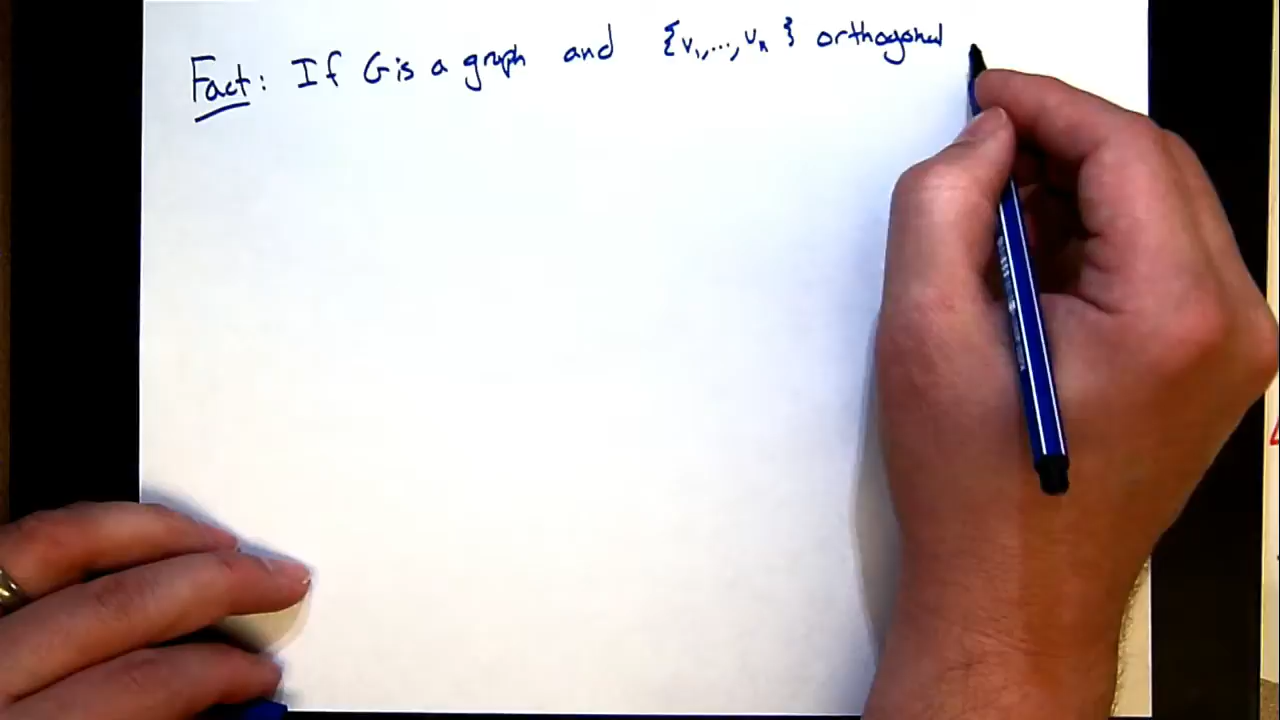 Fact: If G is a graph and {v₁,...,vₙ} orthogonal